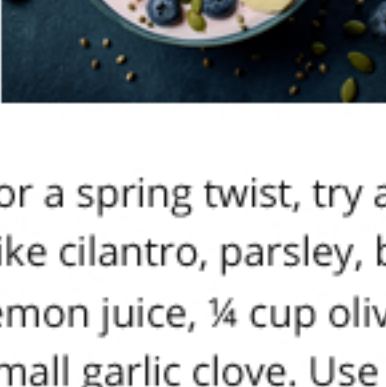 or a spring twist, try a
ike cilantro, parsley, b
emon juice, ¼ cup oliv
mall garlic clove. Use